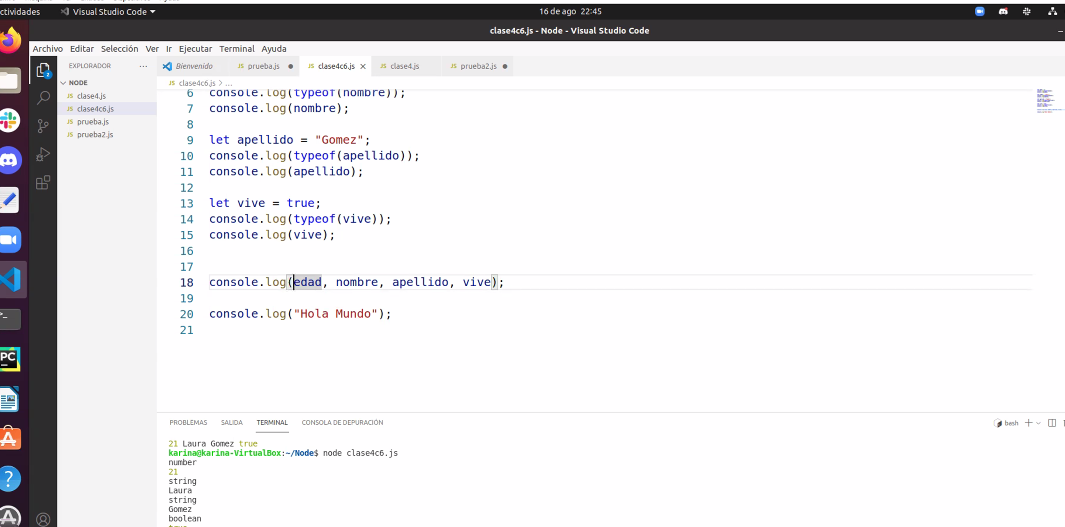 ctividades
Visual Studio Code
16 de ago 22:45
clase4c6.js - Node - Visual Studio Code
Archivo Editar Selección Ver Ir Ejecutar Terminal Ayuda
EXPLORADOR
Bienvenido
JS prueba.js
JS clase4c6.js
JS clase4.js
JS prueba2.js
NODE
JS clase4.js
JS clase4c6.js
JS prueba.js
JS prueba2.js
2
JS clase4c6.js > ...
6 console.log(typeof(nombre));
7 console.log(nombre);
8
9 let apellido = "Gomez";
10 console.log(typeof(apellido));
11 console.log(apellido);
12
13 let vive = true;
14 console.log(typeof(vive));
15 console.log(vive);
16
17
18 console.log(edad, nombre, apellido, vive);
19
20 console.log("Hola Mundo");
21
PC
PROBLEMAS SALIDA TERMINAL CONSOLA DE DEPURACIÓN
bash
21 Laura Gomez true
karina@karina-VirtualBox:~/Node$ node clase4c6.js
number
21
string
Laura
string
Gomez
boolean
true